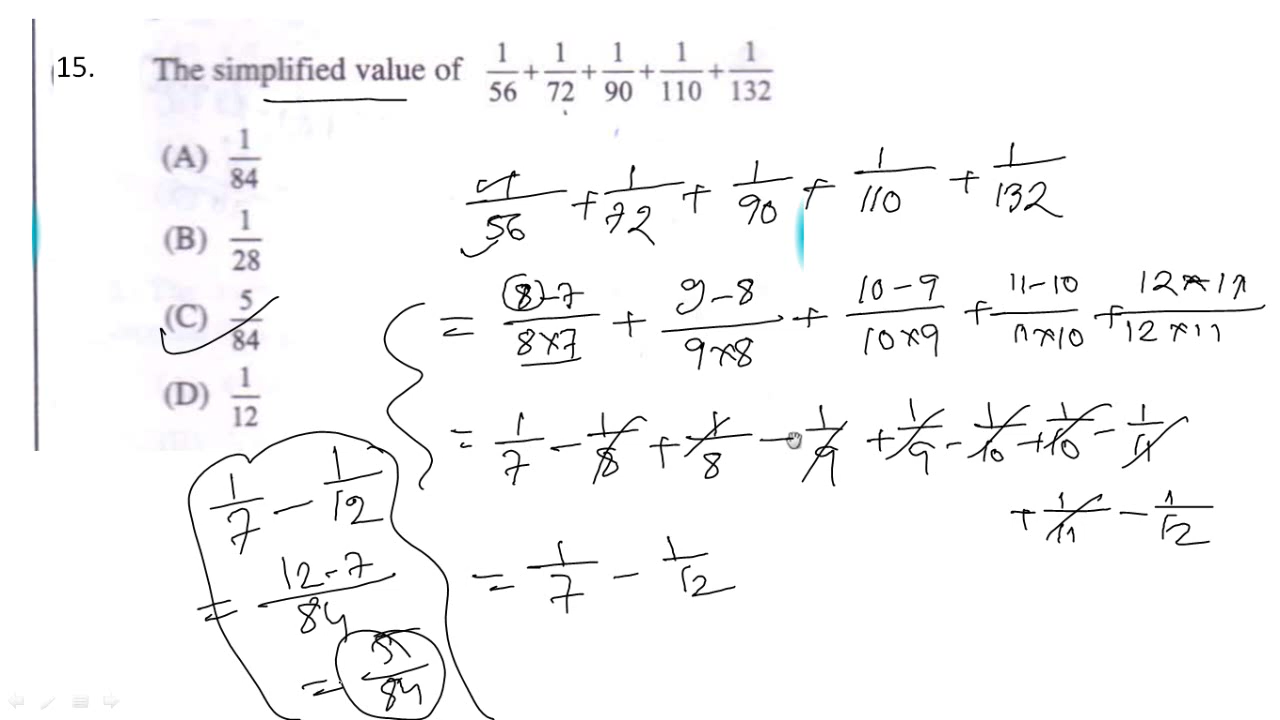 15. The simplified value of 1/56 + 1/72 + 1/90 + 1/110 + 1/132
(A) 1/84
(B) 1/28
(C) 5/84
(D) 1/12
1/56 + 1/72 + 1/90 + 1/110 + 1/132
= 8-7/8×7 + 9-8/9×8 + 10-9/10×9 + 11-10/11×10 + 12-11/12×11
= 1/7 - 1/8 + 1/8 - 1/9 + 1/9 - 1/10 + 1/10 - 1/11
+ 1/11 - 1/12
= 1/7 - 1/12
1/7 - 1/12
= 12-7/84
= 5/84